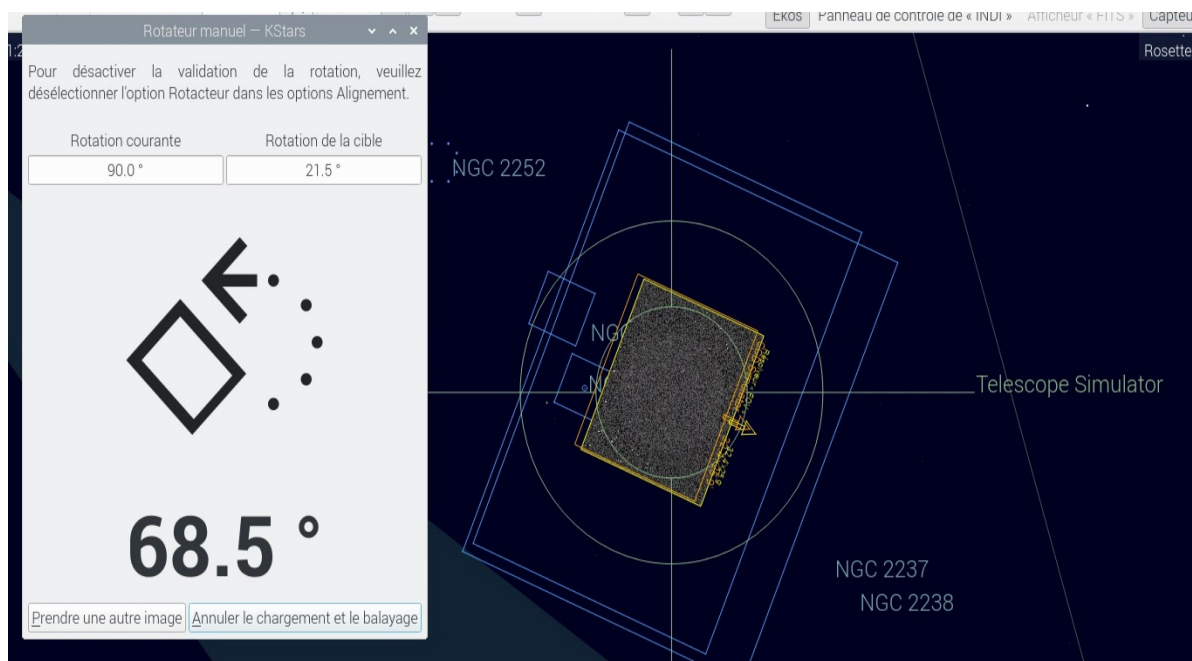 Ekos Panneau de contrôle de « INDI » Afficheur « FITS » Capteu
Rotateur manuel — KStars
Rosette
Pour désactiver la validation de la rotation, veuillez
désélectionner l'option Rotacteur dans les options Alignement.
Rotation courante Rotation de la cible
90.0 ° 21.5 °
NGC 2252
Telescope Simulator
68.5 °
NGC 2237
NGC 2238
Prendre une autre image Annuler le chargement et le balayage